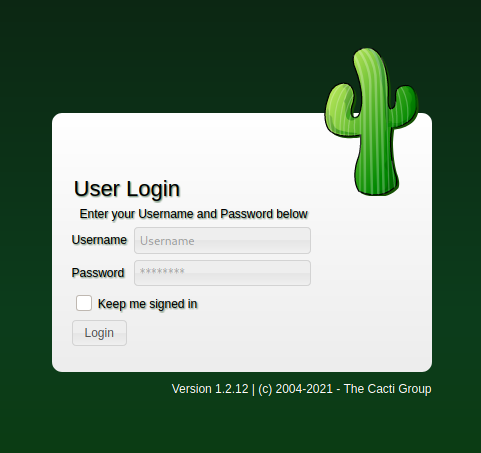 User Login
Enter your Username and Password below
Username Username
Password ********
Keep me signed in
Login
Version 1.2.12 | (c) 2004-2021 - The Cacti Group